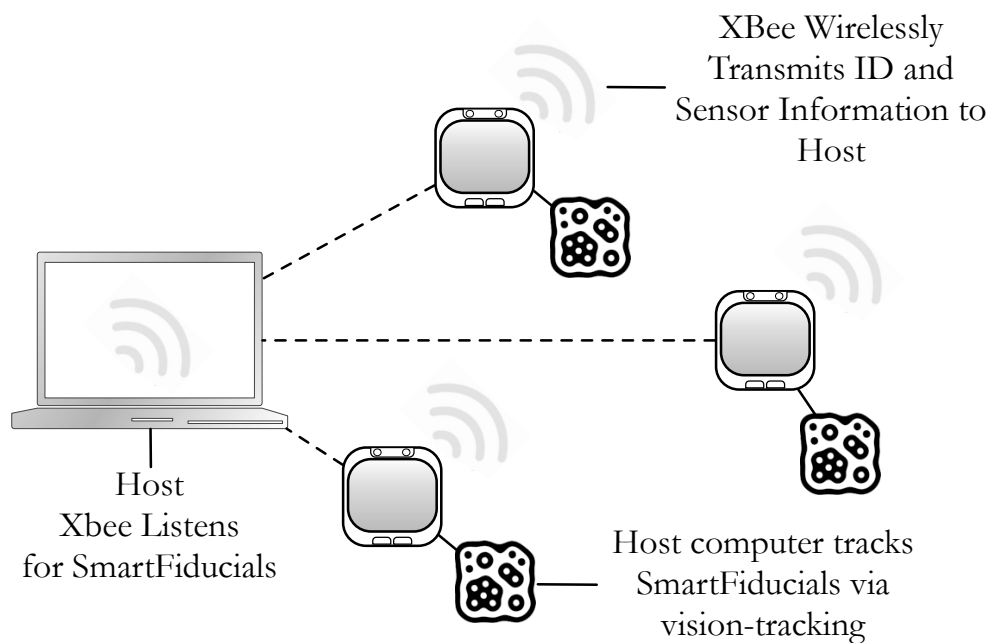 XBee Wirelessly
Transmits ID and
Sensor Information to
Host
Host
Xbee Listens
for SmartFiducials
Host computer tracks
SmartFiducials via
vision-tracking